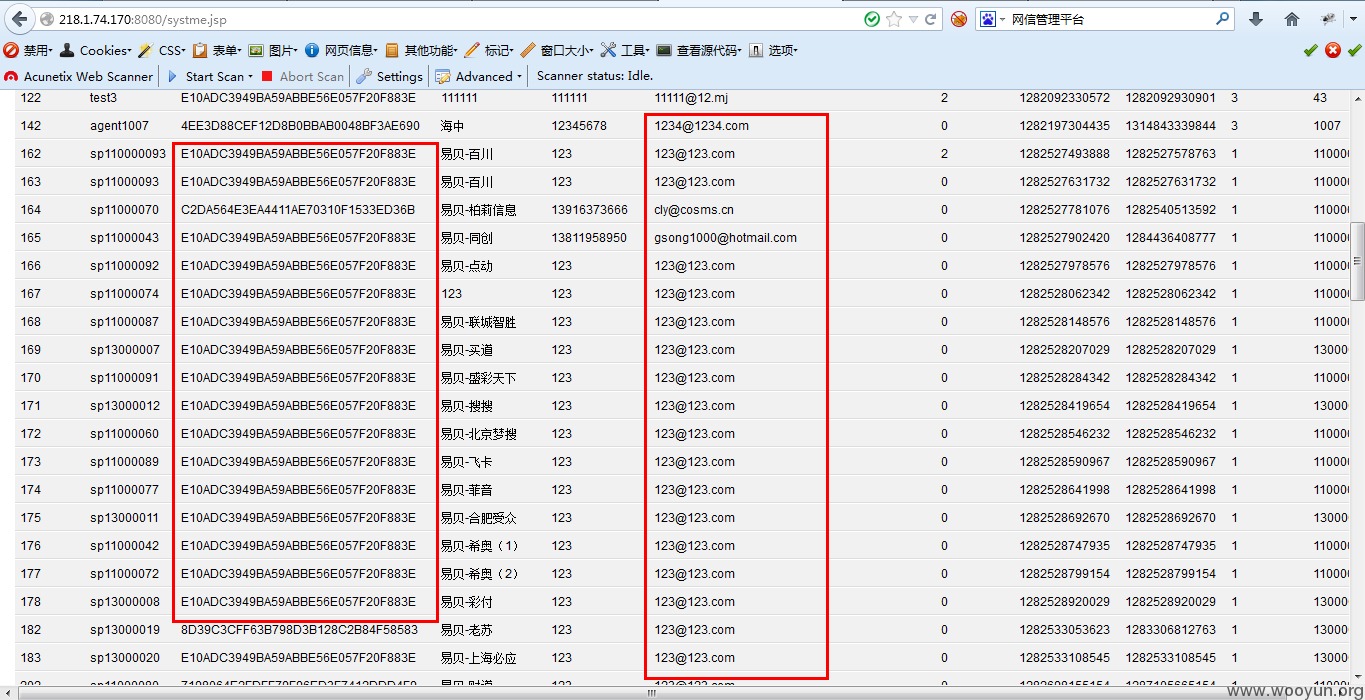 218.1.74.170:8080/systme.jsp 网信管理平台
禁用 Cookies CSS 表单 图片 网页信息 其他功能 标记 窗口大小 工具 查看源代码 选项
Acunetix Web Scanner Start Scan Abort Scan Settings Advanced Scanner status: Idle.
122 test3 E10ADC3949BA59ABBE56E057F20F883E 111111 111111 11111@12.mj 2 1282092330572 1282092930901 3 43
142 agent1007 4EE3D88CEF12D8B0BBAB0048BF3AE690 海中 12345678 1234@1234.com 0 1282197304435 1314843339844 3 1007
162 sp110000093 E10ADC3949BA59ABBE56E057F20F883E 易贝-百川 123 123@123.com 2 1282527493888 1282527578763 1 110000
163 sp11000093 E10ADC3949BA59ABBE56E057F20F883E 易贝-百川 123 123@123.com 0 1282527631732 1282527631732 1 110000
164 sp11000070 C2DA564E3EA4411AE70310F1533ED36B 易贝-柏莉信息 13916373666 cly@cosms.cn 0 1282527781076 1282540513592 1 110000
165 sp11000043 E10ADC3949BA59ABBE56E057F20F883E 易贝-同创 13811958950 gsong1000@hotmail.com 0 1282527902420 1284436408777 1 110000
166 sp11000092 E10ADC3949BA59ABBE56E057F20F883E 易贝-点动 123 123@123.com 0 1282527978576 1282527978576 1 110000
167 sp11000074 E10ADC3949BA59ABBE56E057F20F883E 123 123 123@123.com 0 1282528062342 1282528062342 1 110000
168 sp11000087 E10ADC3949BA59ABBE56E057F20F883E 易贝-联城智胜 123 123@123.com 0 1282528148576 1282528148576 1 110000
169 sp13000007 E10ADC3949BA59ABBE56E057F20F883E 易贝-买道 123 123@123.com 0 1282528207029 1282528207029 1 13000
170 sp11000091 E10ADC3949BA59ABBE56E057F20F883E 易贝-盛彩天下 123 123@123.com 0 1282528284342 1282528284342 1 110000
171 sp13000012 E10ADC3949BA59ABBE56E057F20F883E 易贝-搜搜 123 123@123.com 0 1282528419654 1282528419654 1 13000
172 sp11000060 E10ADC3949BA59ABBE56E057F20F883E 易贝-北京梦搜 123 123@123.com 0 1282528546232 1282528546232 1 110000
173 sp11000089 E10ADC3949BA59ABBE56E057F20F883E 易贝-飞卡 123 123@123.com 0 1282528590967 1282528590967 1 110000
174 sp11000077 E10ADC3949BA59ABBE56E057F20F883E 易贝-菲音 123 123@123.com 0 1282528641998 1282528641998 1 110000
175 sp13000011 E10ADC3949BA59ABBE56E057F20F883E 易贝-合肥受众 123 123@123.com 0 1282528692670 1282528692670 1 13000
176 sp11000042 E10ADC3949BA59ABBE56E057F20F883E 易贝-希奥（1） 123 123@123.com 0 1282528747935 1282528747935 1 110000
177 sp11000072 E10ADC3949BA59ABBE56E057F20F883E 易贝-希奥（2） 123 123@123.com 0 1282528799154 1282528799154 1 110000
178 sp13000008 E10ADC3949BA59ABBE56E057F20F883E 易贝-彩付 123 123@123.com 0 1282528920029 1282528920029 1 13000
182 sp13000019 8D39C3CFF63B798D3B128C2B84F58583 易贝-老苏 123 123@123.com 0 1282533053623 1283306812763 1 13000
183 sp13000020 E10ADC3949BA59ABBE56E057F20F883E 易贝-上海必应 123 123@123.com 0 1282533108545 1282533108545 1 13000
www.wooyun.org